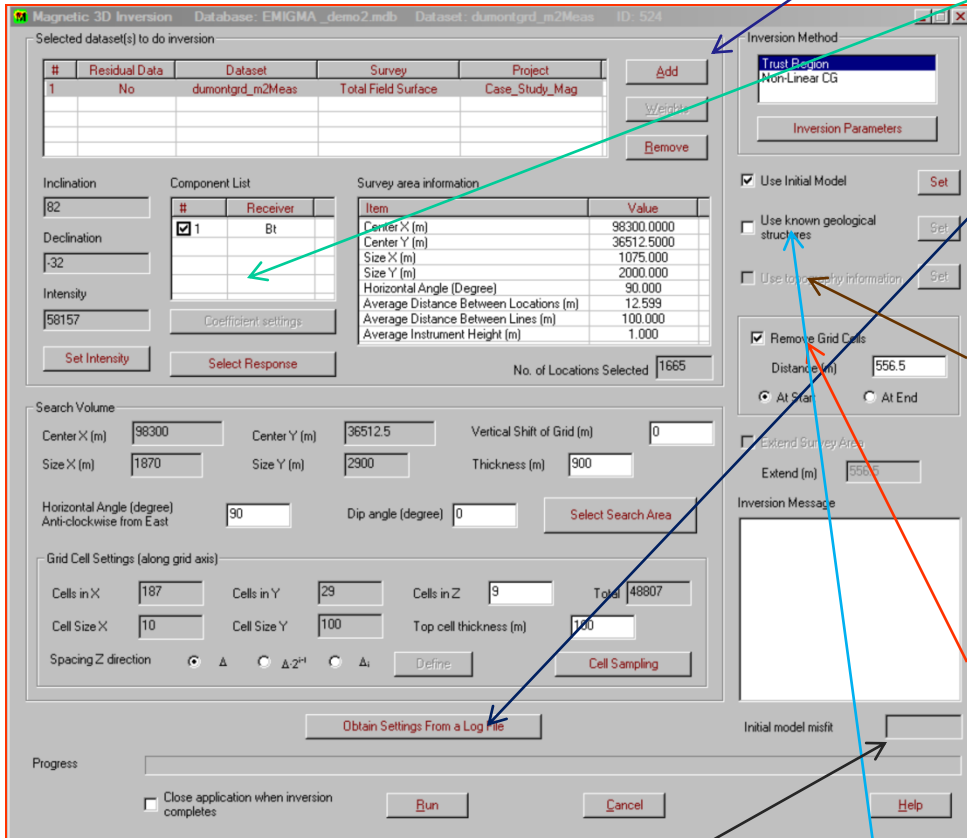 Magnetic 3D Inversion Database: EMIGMA _demo2.mdb Dataset: dumontgrd_m2Meas ID: 524
Selected dataset(s) to do inversion
# Residual Data Dataset Survey Project
1 No dumontgrd_m2Meas Total Field Surface Case_Study_Mag
Add
Weights
Remove
Inclination
82
Declination
-32
Intensity
58157
Set Intensity
Component List
# Receiver
1 Bt
Coefficient settings
Select Response
Survey area information
Item Value
Center X (m) 98300.0000
Center Y (m) 36512.5000
Size X (m) 1075.000
Size Y (m) 2000.000
Horizontal Angle (Degree) 90.000
Average Distance Between Locations (m) 12.599
Average Distance Between Lines (m) 100.000
Average Instrument Height (m) 1.000
No. of Locations Selected 1665
Inversion Method
Trust Region
Non-Linear CG
Inversion Parameters
Use Initial Model Set
Use known geological
structures
Set
Use topography information Set
Remove Grid Cells
Distance (m) 556.5
At Start At End
Extend Survey Area
Extend (m) 556.5
Inversion Message
Search Volume
Center X (m) 98300 Center Y (m) 36512.5 Vertical Shift of Grid (m) 0
Size X (m) 1870 Size Y (m) 2900 Thickness (m) 900
Horizontal Angle (degree)
Anti-clockwise from East
90 Dip angle (degree) 0 Select Search Area
Grid Cell Settings (along grid axis)
Cells in X 187 Cells in Y 29 Cells in Z 9 Total 48807
Cell Size X 10 Cell Size Y 100 Top cell thickness (m) 100
Spacing Z direction Δ Δ·2ⁱ⁻¹ Δᵢ Define Cell Sampling
Obtain Settings From a Log File
Initial model misfit
Progress
Close application when inversion
completes
Run Cancel Help